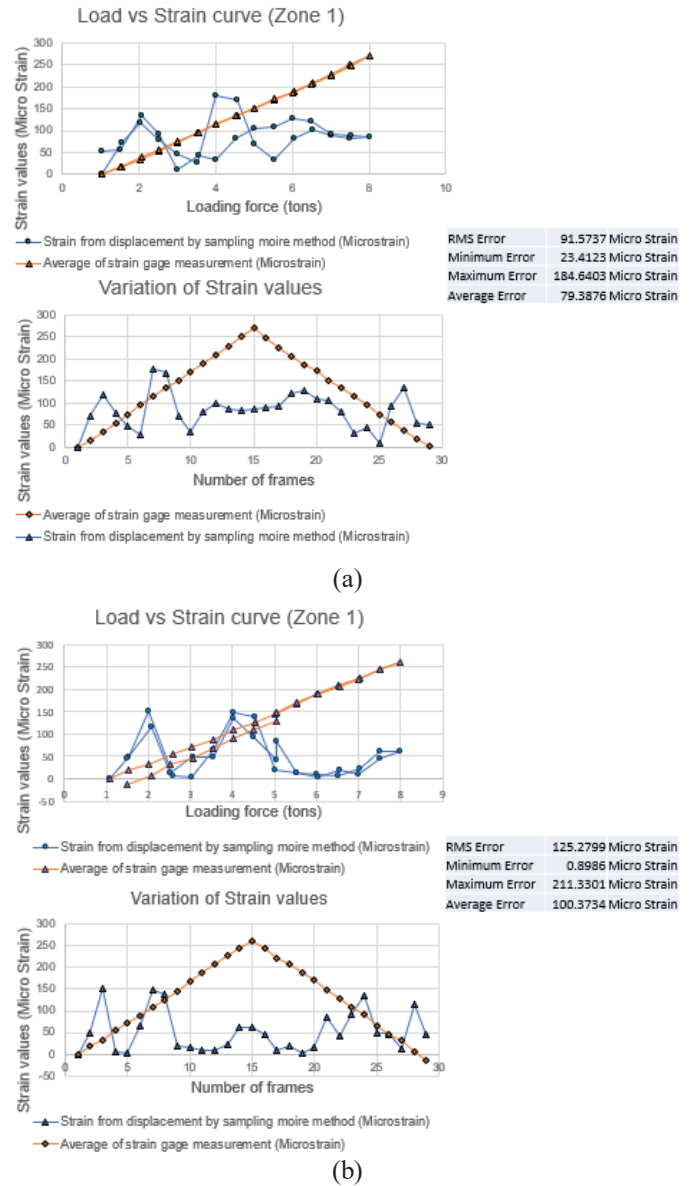 Load vs Strain curve (Zone 1)
Strain values (Micro Strain)
300
250
200
150
100
50
0
0 2 4 6 8 10
Loading force (tons)
Strain from displacement by sampling moire method (Microstrain)
Average of strain gage measurement (Microstrain)
RMS Error 91.5737 Micro Strain
Minimum Error 23.4123 Micro Strain
Maximum Error 184.6403 Micro Strain
Average Error 79.3876 Micro Strain
Variation of Strain values
Strain values (Micro Strain)
300
250
200
150
100
50
0
0 5 10 15 20 25 30
Number of frames
Average of strain gage measurement (Microstrain)
Strain from displacement by sampling moire method (Microstrain)
(a)
Load vs Strain curve (Zone 1)
Strain values (Micro Strain)
300
250
200
150
100
50
0
-50
0 1 2 3 4 5 6 7 8 9
Loading force (tons)
Strain from displacement by sampling moire method (Microstrain)
Average of strain gage measurement (Microstrain)
RMS Error 125.2799 Micro Strain
Minimum Error 0.8986 Micro Strain
Maximum Error 211.3301 Micro Strain
Average Error 100.3734 Micro Strain
Variation of Strain values
Strain values (Micro Strain)
300
250
200
150
100
50
0
-50
0 5 10 15 20 25 30
Number of frames
Strain from displacement by sampling moire method (Microstrain)
Average of strain gage measurement (Microstrain)
(b)